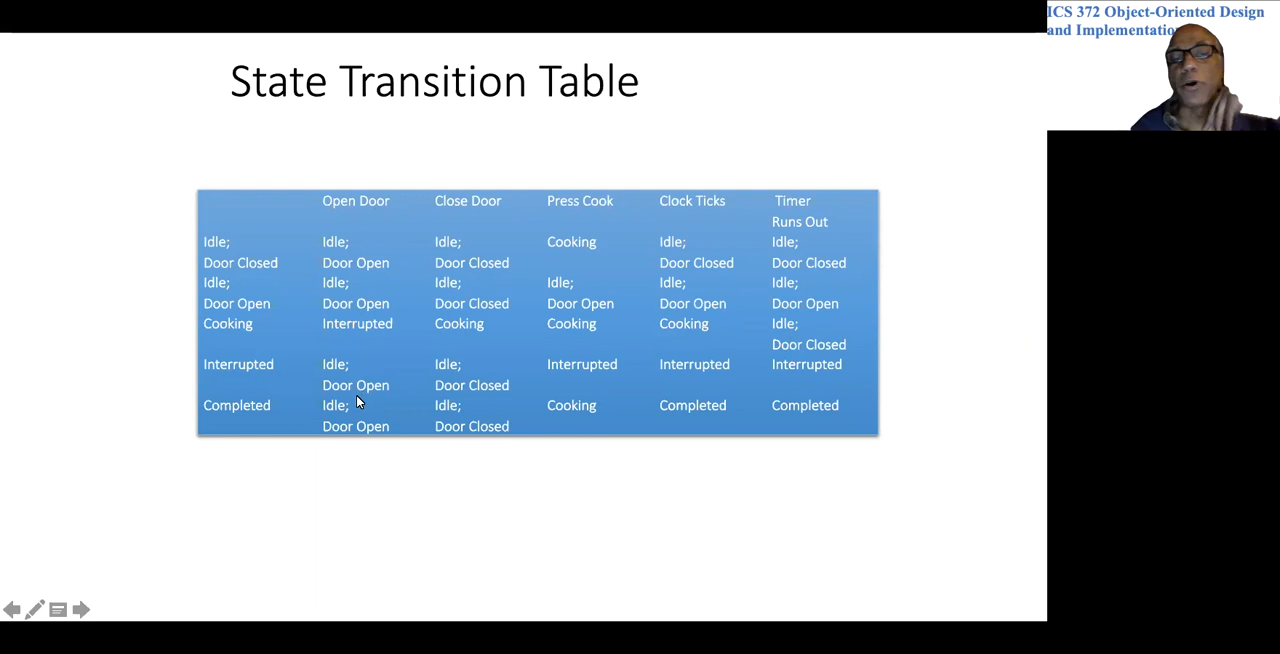 ICS 372 Object-Oriented Design
and Implementatio
State Transition Table
Open Door Close Door Press Cook Clock Ticks Timer
Runs Out
Idle; Idle; Idle; Cooking Idle; Idle;
Door Closed Door Open Door Closed Door Closed Door Closed
Idle; Idle; Idle; Idle; Idle; Idle;
Door Open Door Open Door Closed Door Open Door Open Door Open
Cooking Interrupted Cooking Cooking Cooking Idle;
Door Closed
Interrupted Idle; Idle; Interrupted Interrupted Interrupted
Door Open Door Closed
Completed Idle; Idle; Cooking Completed Completed
Door Open Door Closed